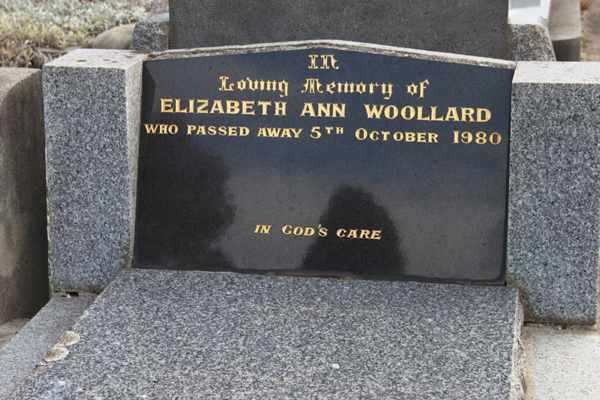 In
Loving Memory of
ELIZABETH ANN WOOLLARD
WHO PASSED AWAY 5TH OCTOBER 1980
IN GOD'S CARE